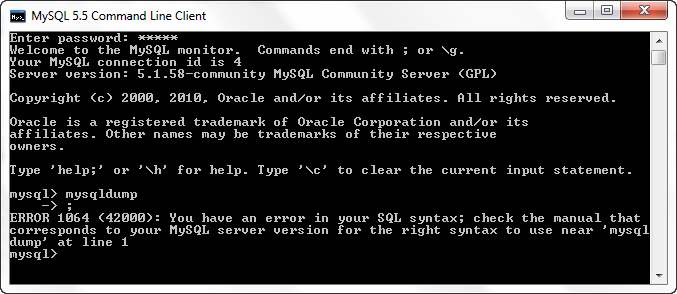 MySQL 5.5 Command Line Client
Enter password: *****
Welcome to the MySQL monitor.  Commands end with ; or \g.
Your MySQL connection id is 4
Server version: 5.1.58-community MySQL Community Server (GPL)
Copyright (c) 2000, 2010, Oracle and/or its affiliates. All rights reserved.
Oracle is a registered trademark of Oracle Corporation and/or its
affiliates. Other names may be trademarks of their respective
owners.
Type 'help;' or '\h' for help. Type '\c' to clear the current input statement.
mysql> mysqldump
    -> ;
ERROR 1064 (42000): You have an error in your SQL syntax; check the manual that
corresponds to your MySQL server version for the right syntax to use near 'mysql
dump' at line 1
mysql>